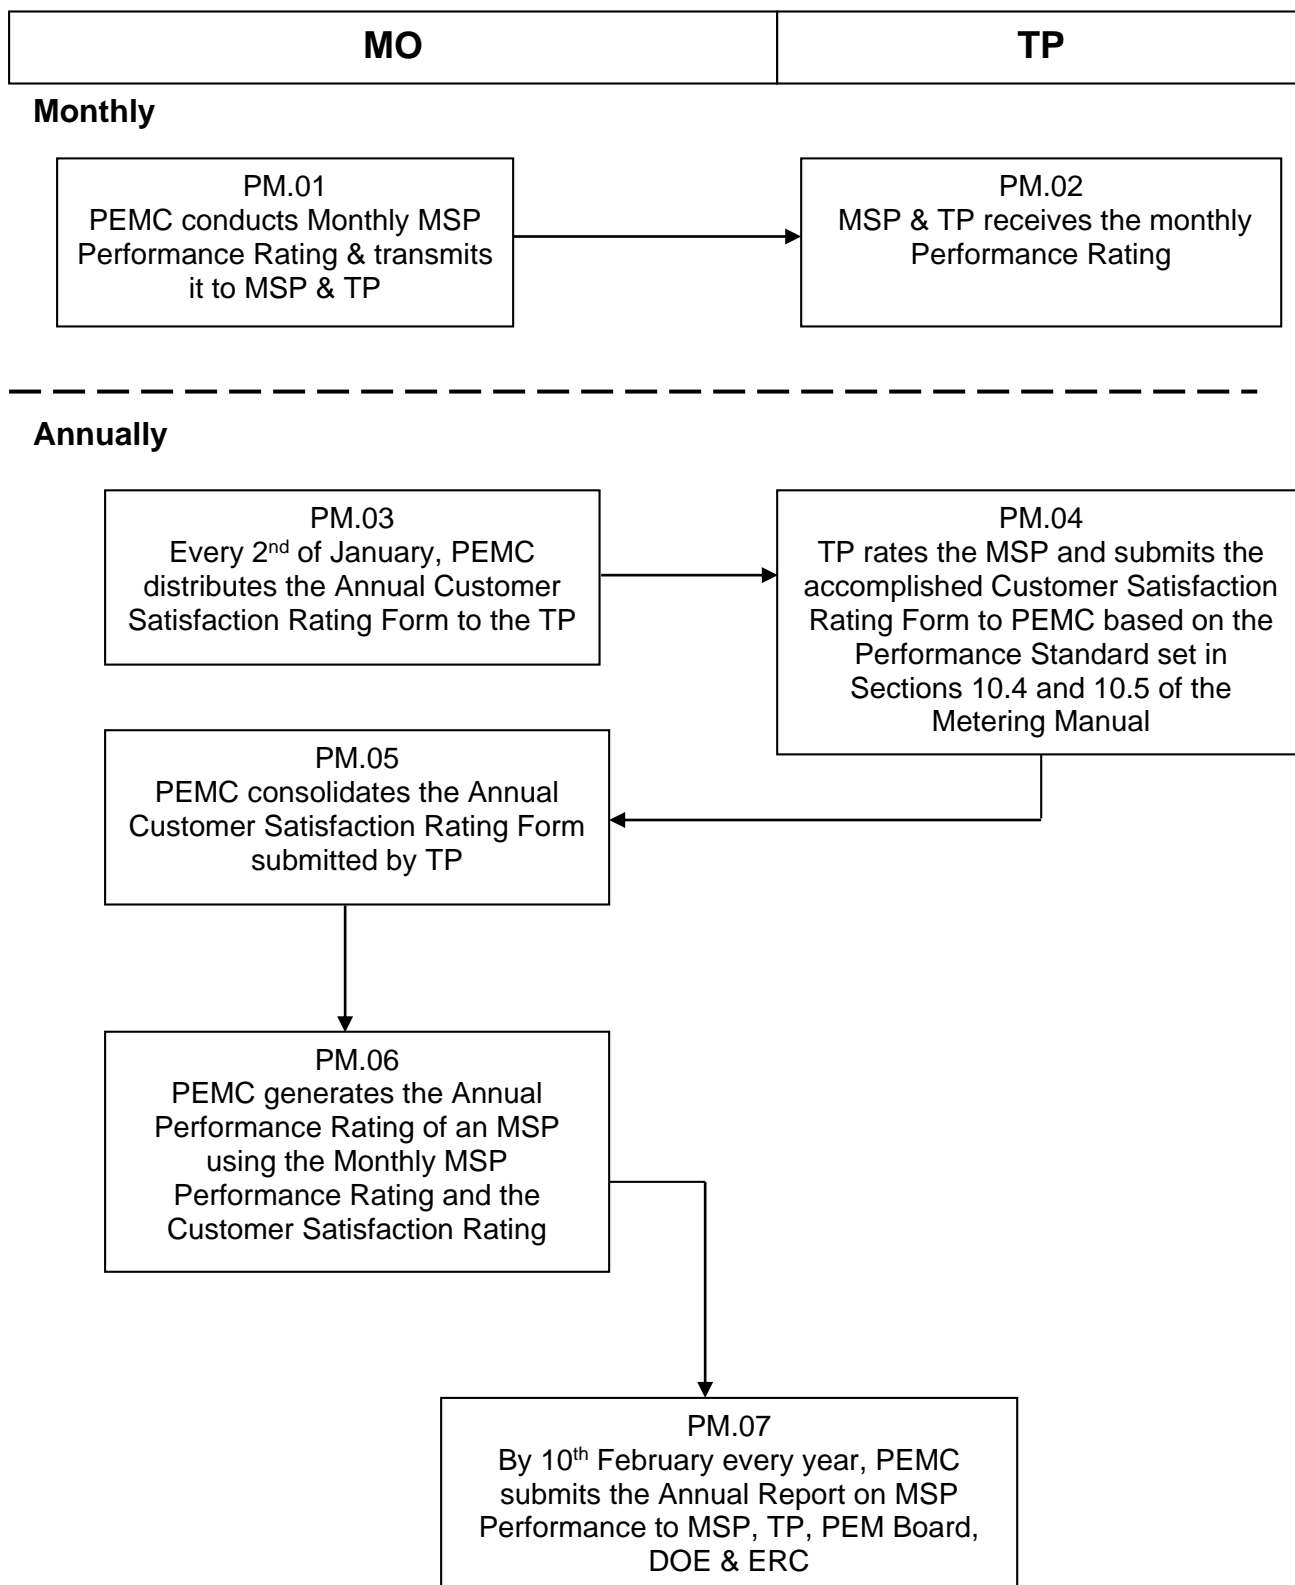 MO
TP
Monthly
PM.01
PEMC conducts Monthly MSP
Performance Rating & transmits
it to MSP & TP
PM.02
MSP & TP receives the monthly
Performance Rating
Annually
PM.03
Every 2nd of January, PEMC
distributes the Annual Customer
Satisfaction Rating Form to the TP
PM.04
TP rates the MSP and submits the
accomplished Customer Satisfaction
Rating Form to PEMC based on the
Performance Standard set in
Sections 10.4 and 10.5 of the
Metering Manual
PM.05
PEMC consolidates the Annual
Customer Satisfaction Rating Form
submitted by TP
PM.06
PEMC generates the Annual
Performance Rating of an MSP
using the Monthly MSP
Performance Rating and the
Customer Satisfaction Rating
PM.07
By 10th February every year, PEMC
submits the Annual Report on MSP
Performance to MSP, TP, PEM Board,
DOE & ERC